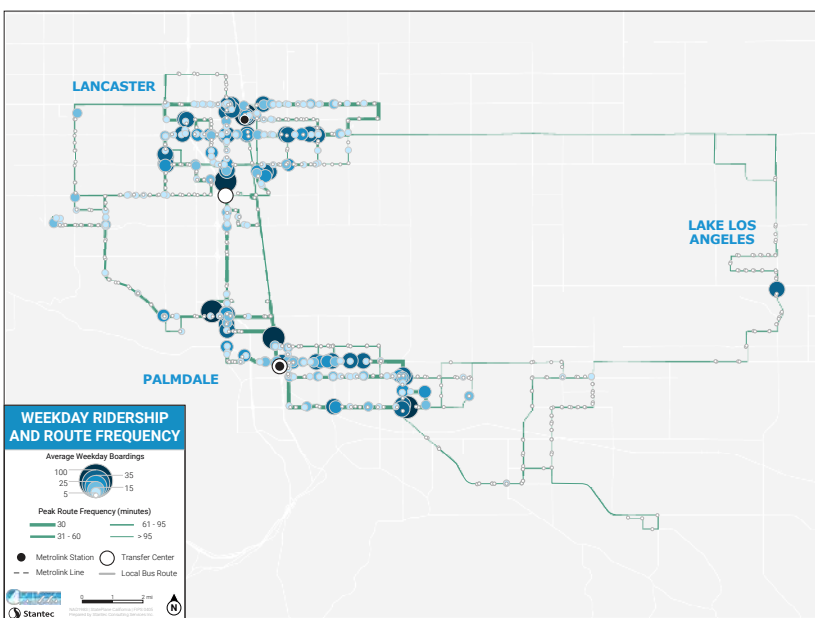 LANCASTER
LAKE LOS
ANGELES
PALMDALE
WEEKDAY RIDERSHIP
AND ROUTE FREQUENCY
Average Weekday Boardings
100
35
25
15
5
Peak Route Frequency (minutes)
30
61 - 95
31 - 60
> 95
Metrolink Station
Transfer Center
Metrolink Line
Local Bus Route
0 1 2 mi
N
Stantec